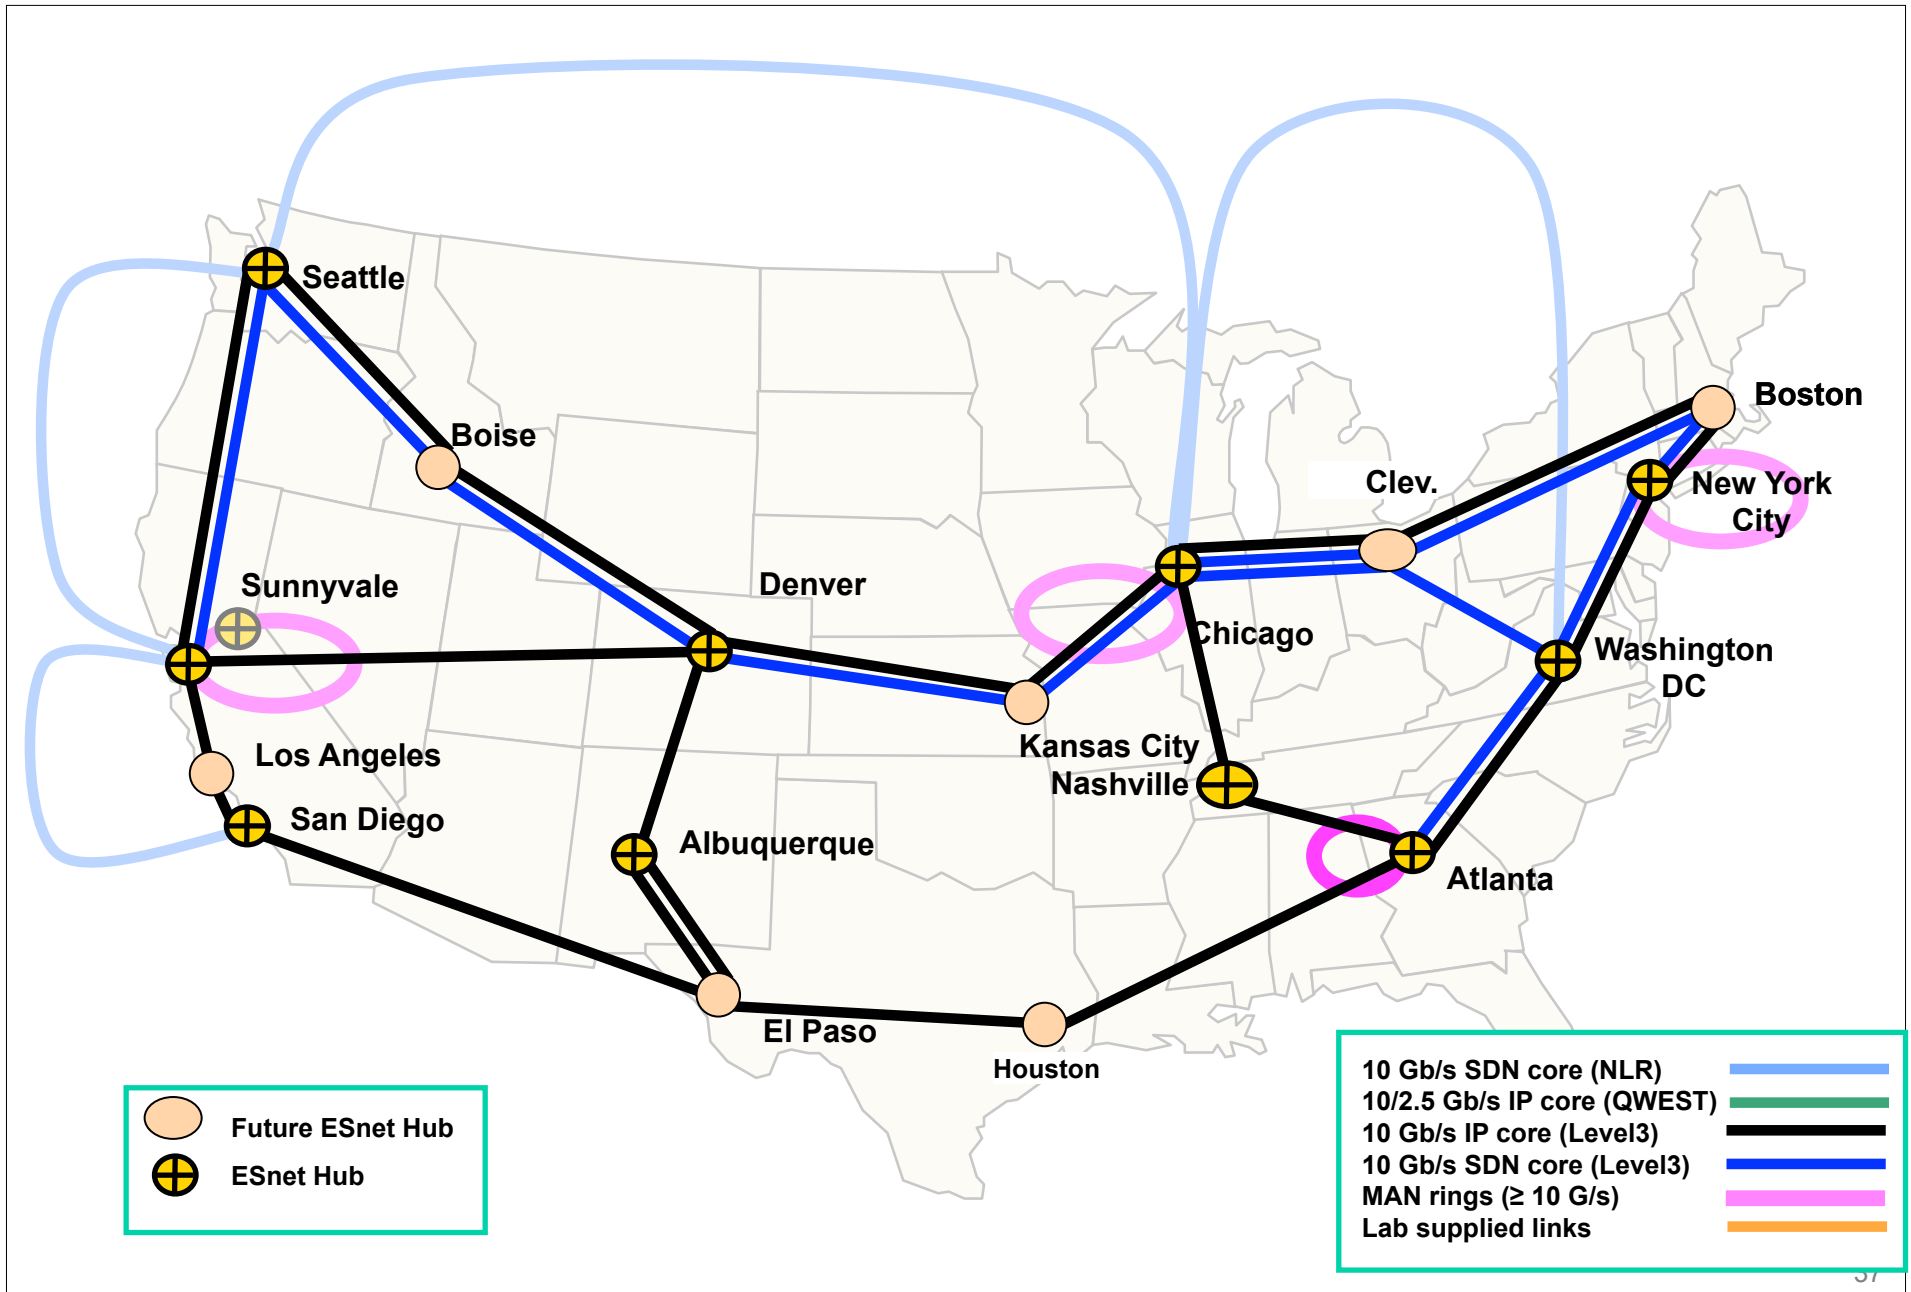 Seattle
Boise
Boston
Clev.
New York
City
Sunnyvale
Denver
Chicago
Washington
DC
Los Angeles
Kansas City
Nashville
San Diego
Albuquerque
Atlanta
El Paso
Houston
Future ESnet Hub
ESnet Hub
10 Gb/s SDN core (NLR)
10/2.5 Gb/s IP core (QWEST)
10 Gb/s IP core (Level3)
10 Gb/s SDN core (Level3)
MAN rings (≥ 10 G/s)
Lab supplied links
37